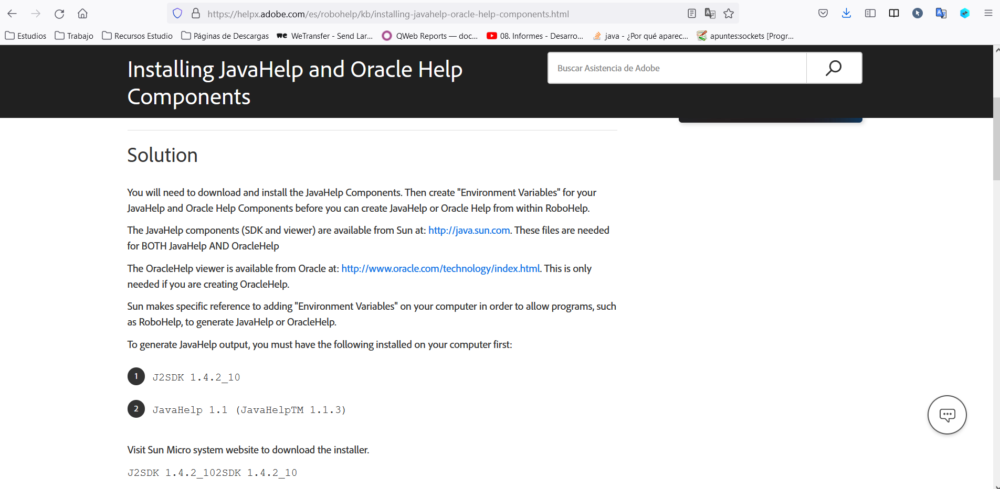 https://helpx.adobe.com/es/robohelp/kb/installing-javahelp-oracle-help-components.html
Estudios Trabajo Recursos Estudio Páginas de Descargas WeTransfer - Send Lar... QWeb Reports — doc... 08. Informes - Desarro... java - ¿Por qué aparec... apuntes:sockets [Progr...
Installing JavaHelp and Oracle Help
Components
Buscar Asistencia de Adobe
Solution
You will need to download and install the JavaHelp Components. Then create "Environment Variables" for your
JavaHelp and Oracle Help Components before you can create JavaHelp or Oracle Help from within RoboHelp.
The JavaHelp components (SDK and viewer) are available from Sun at: http://java.sun.com. These files are needed
for BOTH JavaHelp AND OracleHelp
The OracleHelp viewer is available from Oracle at: http://www.oracle.com/technology/index.html. This is only
needed if you are creating OracleHelp.
Sun makes specific reference to adding "Environment Variables" on your computer in order to allow programs, such
as RoboHelp, to generate JavaHelp or OracleHelp.
To generate JavaHelp output, you must have the following installed on your computer first:
1 J2SDK 1.4.2_10
2 JavaHelp 1.1 (JavaHelpTM 1.1.3)
Visit Sun Micro system website to download the installer.
J2SDK 1.4.2_102SDK 1.4.2_10